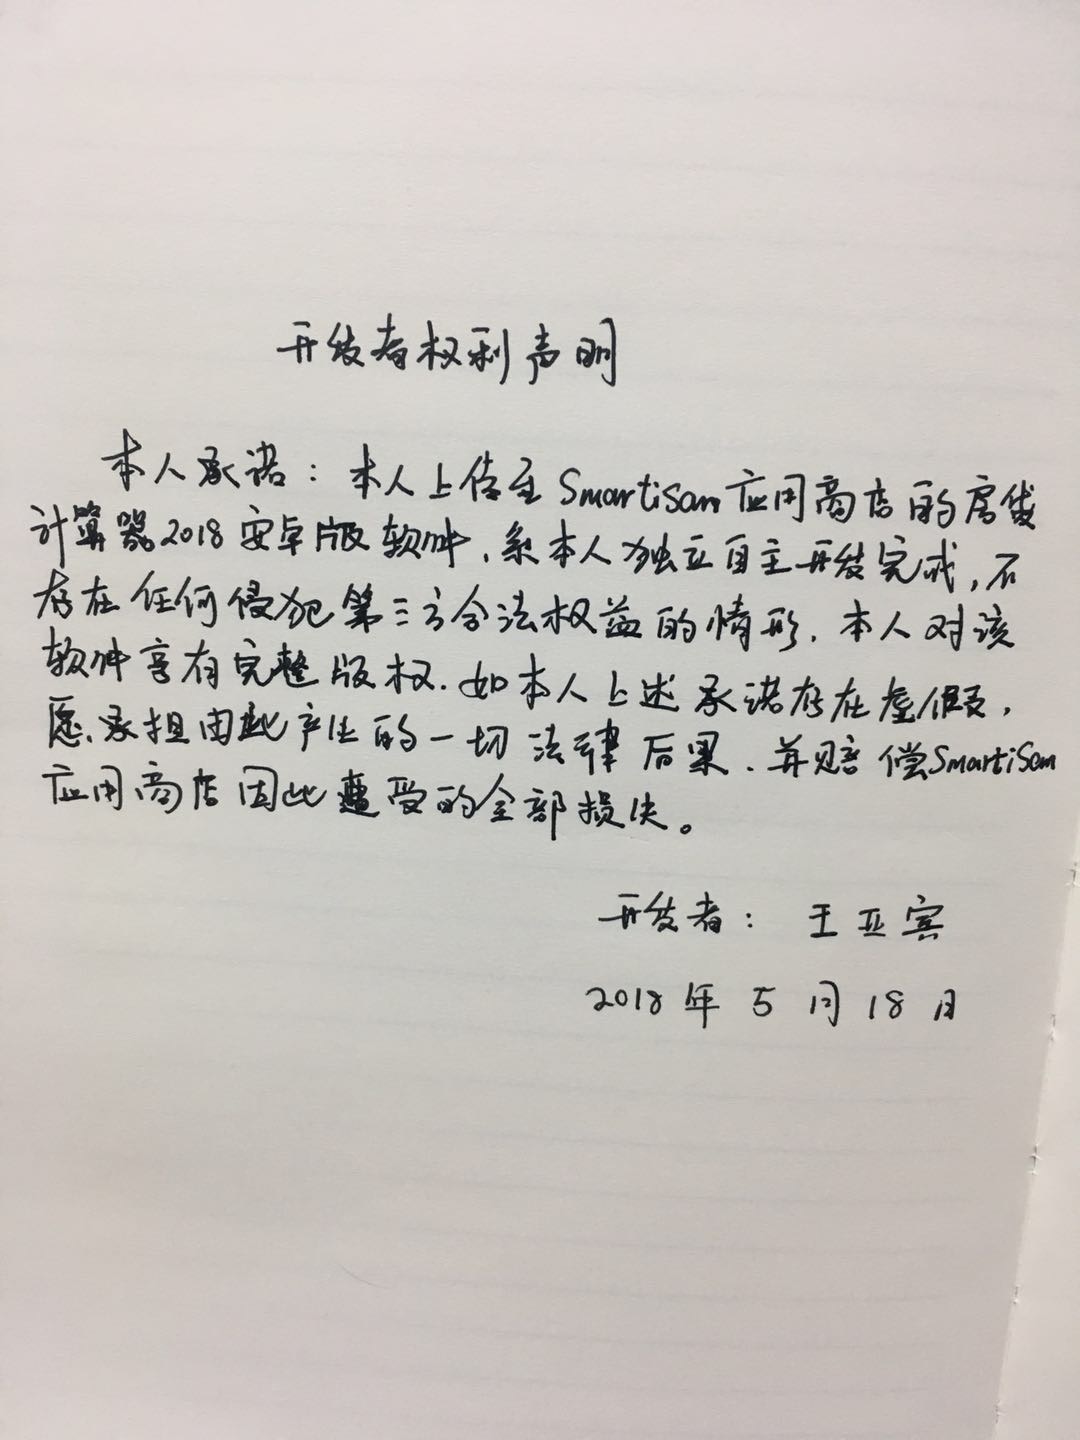 开发者权利声明
本人承诺：本人上传至Smartisan应用商店的房贷
计算器2018安卓版软件，系本人独立自主开发完成，不
存在任何侵犯第三方合法权益的情形，本人对该
软件享有完整版权。如本人上述承诺存在虚假，
愿承担由此产生的一切法律后果，并赔偿Smartisan
应用商店因此遭受的全部损失。
开发者：王亚宾
2018年5月18日